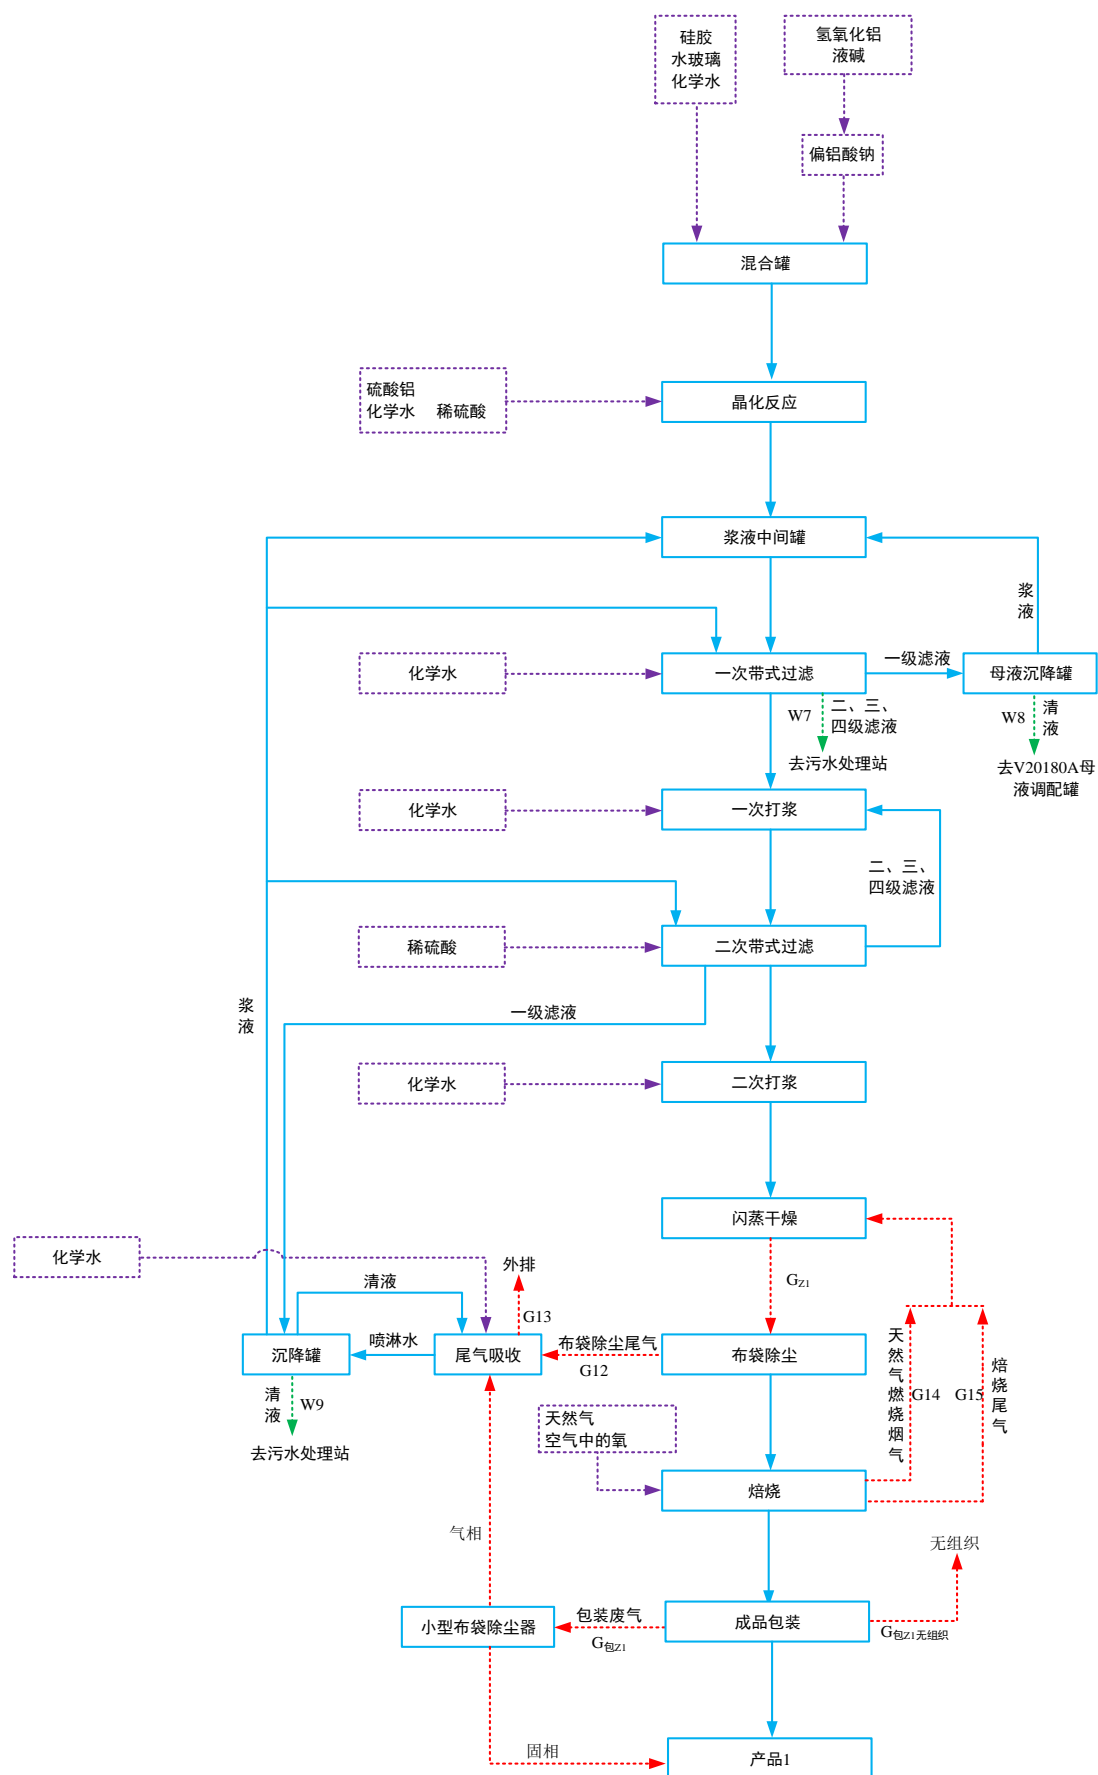 硅胶
水玻璃
化学水
氢氧化铝
液碱
偏铝酸钠
混合罐
硫酸铝
化学水 稀硫酸
晶化反应
浆液中间罐
浆
液
化学水
一次带式过滤
一级滤液
母液沉降罐
W7
二、三、
四级滤液
去污水处理站
W8
清
液
去V20180A母
液调配罐
化学水
一次打浆
二、三、
四级滤液
稀硫酸
二次带式过滤
浆
液
一级滤液
化学水
二次打浆
闪蒸干燥
化学水
外排
GZ1
清液
G13
沉降罐
喷淋水
尾气吸收
布袋除尘尾气
G12
布袋除尘
天
然
气
燃
烧
烟
气
G14
G15
焙
烧
尾
气
清
液
W9
去污水处理站
天然气
空气中的氧
焙烧
气相
无组织
小型布袋除尘器
包装废气
G包Z1
成品包装
G包Z1无组织
固相
产品1